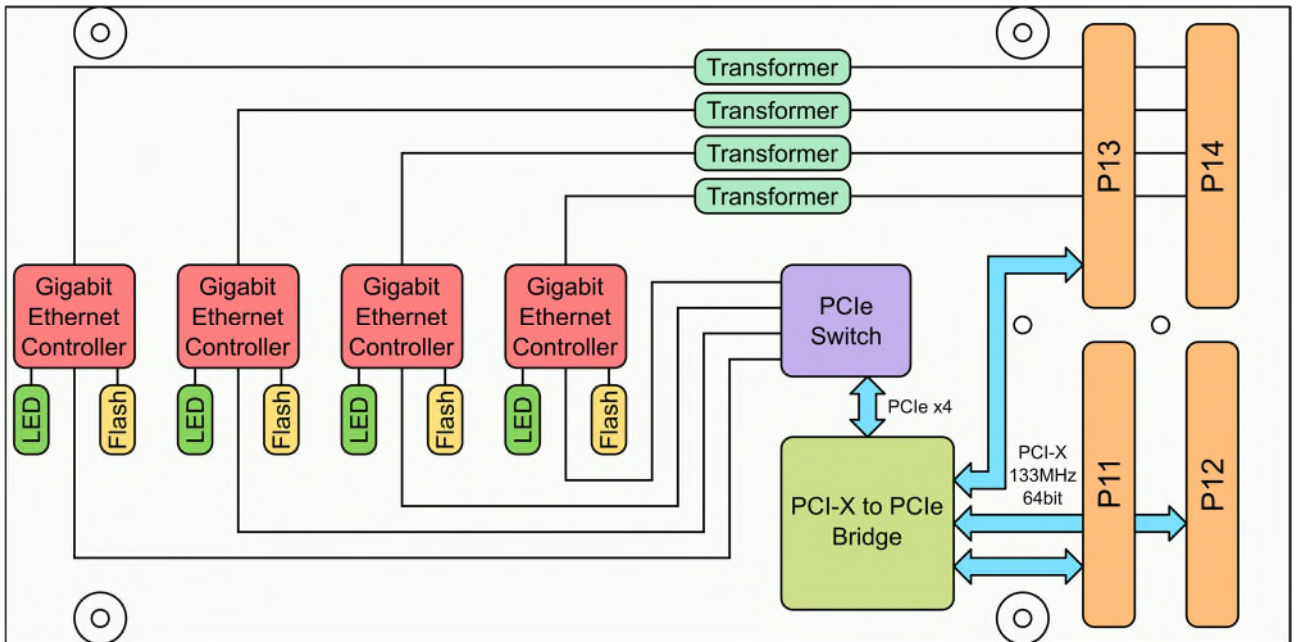 Transformer
Transformer
Transformer
Transformer
P13
P14
Gigabit
Ethernet
Controller
Gigabit
Ethernet
Controller
Gigabit
Ethernet
Controller
Gigabit
Ethernet
Controller
PCIe
Switch
LED
Flash
LED
Flash
LED
Flash
LED
Flash
PCIe x4
PCI-X to PCIe
Bridge
PCI-X
133MHz
64bit
P11
P12